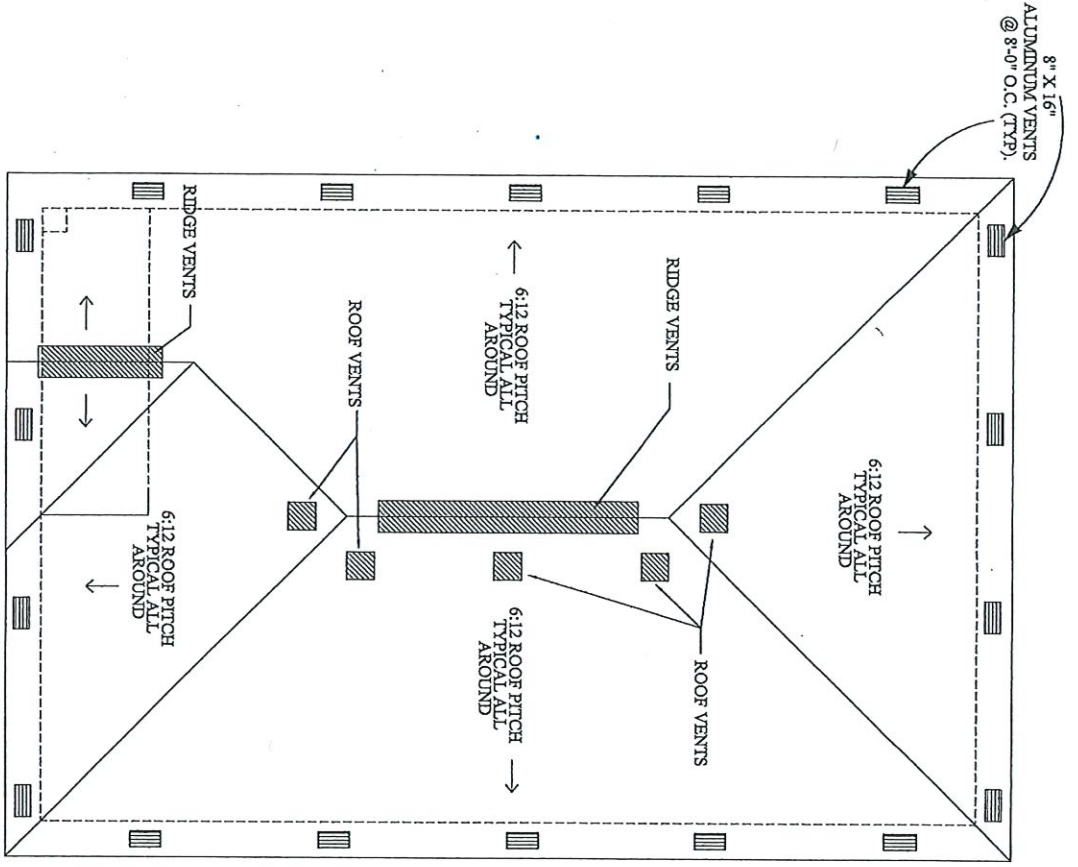 8" X 16"
ALUMINUM VENTS
@ 8'-0" O.C. (TYP).
RIDGE VENTS
ROOF VENTS
6:12 ROOF PITCH
TYPICAL ALL
AROUND
RIDGE VENTS
6:12 ROOF PITCH
TYPICAL ALL
AROUND
6:12 ROOF PITCH
TYPICAL ALL
AROUND
6:12 ROOF PITCH
TYPICAL ALL
AROUND
ROOF VENTS